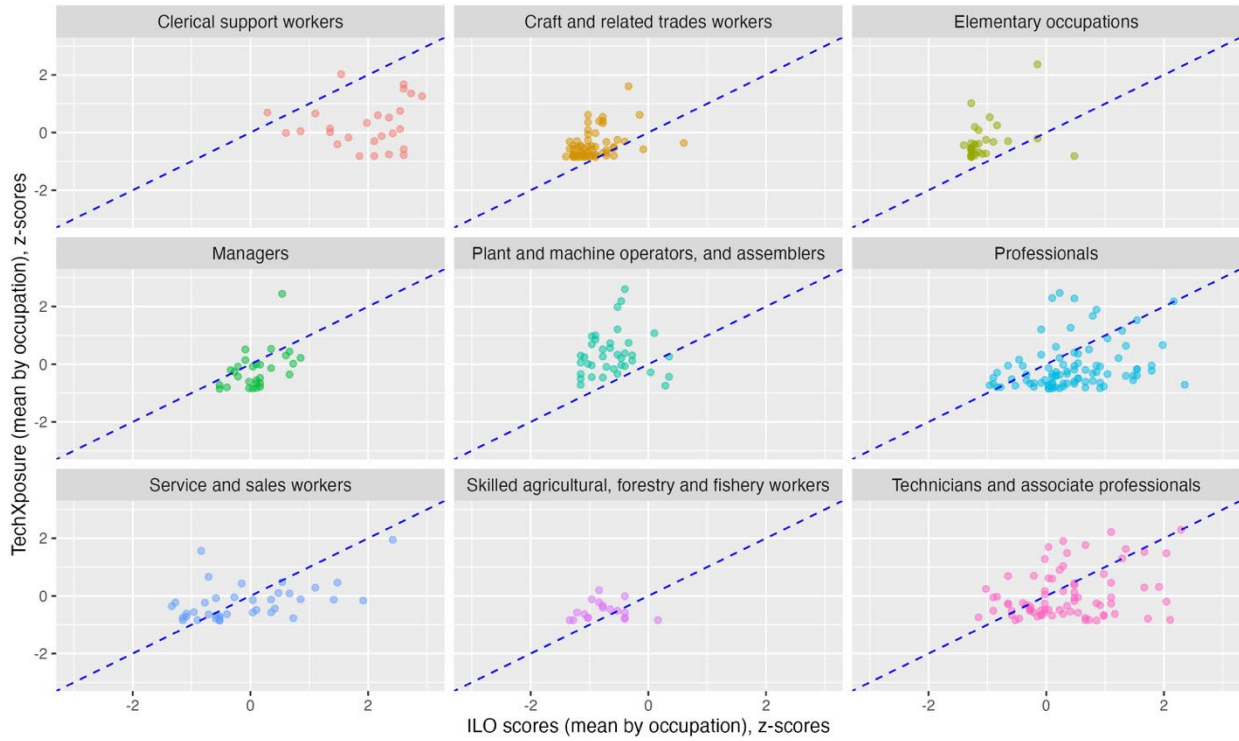 Clerical support workers
Craft and related trades workers
Elementary occupations
2
0
-2
Managers
Plant and machine operators, and assemblers
Professionals
2
0
-2
Service and sales workers
Skilled agricultural, forestry and fishery workers
Technicians and associate professionals
2
0
-2
-2 0 2
-2 0 2
-2 0 2
TechXposure (mean by occupation), z-scores
ILO scores (mean by occupation), z-scores